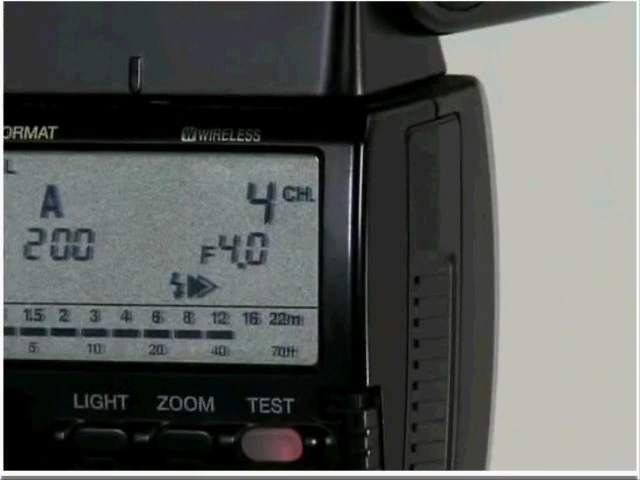 ORMAT W WIRELESS
L
A 4 CH.
200 F4.0
1.5 2 3 4 6 8 12 16 22m
5 10 20 40 70ft
LIGHT ZOOM TEST